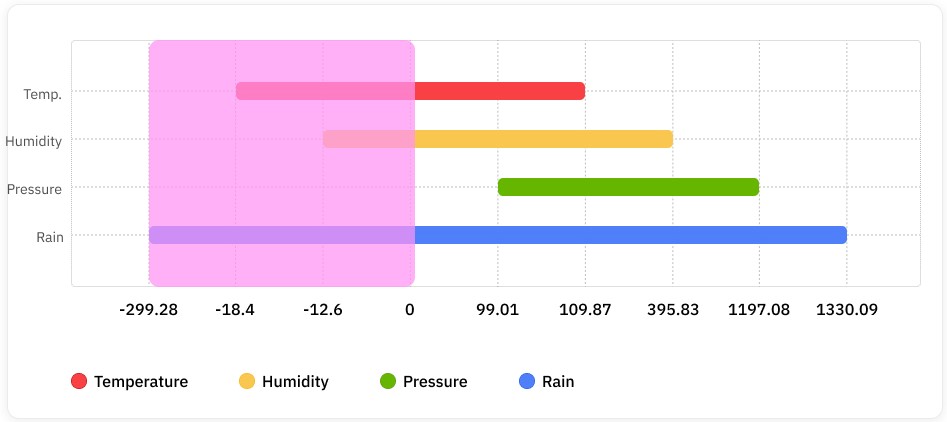 Temp.
Humidity
Pressure
Rain
-299.28 -18.4 -12.6 0 99.01 109.87 395.83 1197.08 1330.09
Temperature Humidity Pressure Rain